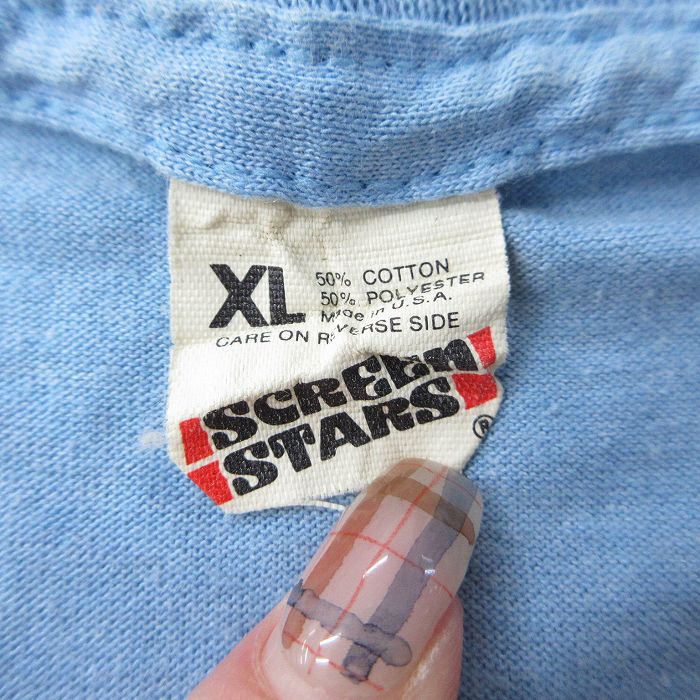 XL
50% COTTON
50% POLYESTER
Made in U.S.A.
CARE ON REVERSE SIDE
SCREEN
STARS
®